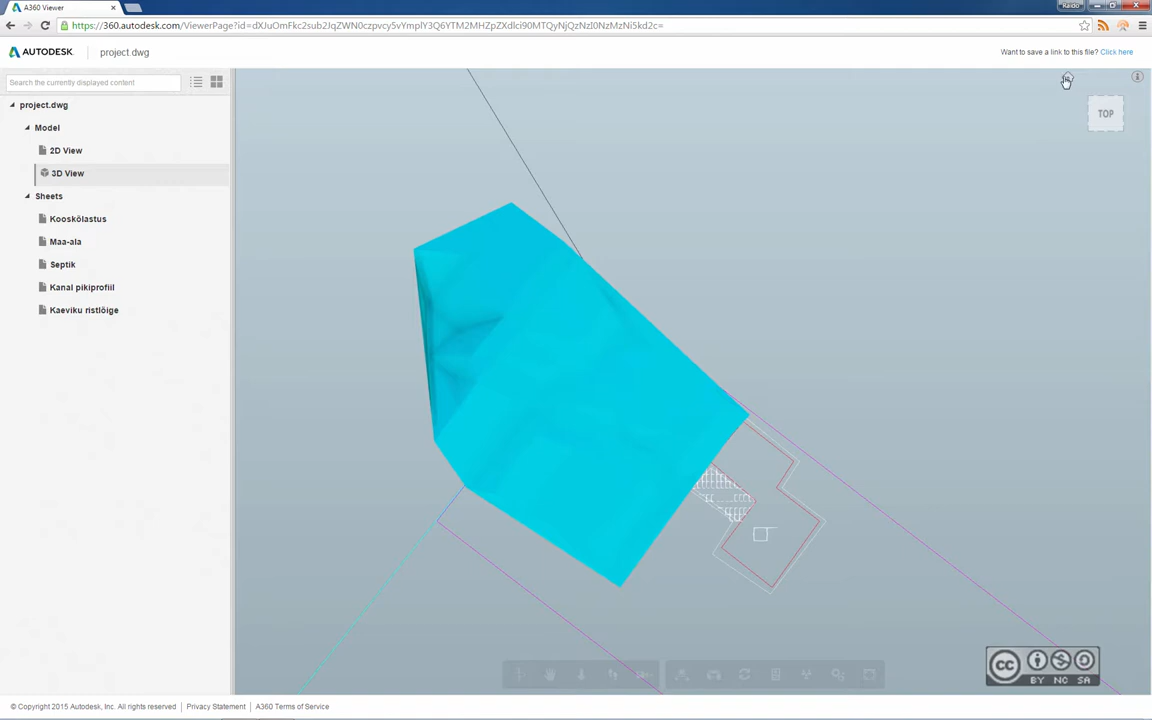 A360 Viewer
Raido
https://360.autodesk.com/ViewerPage?id=dXJuOmFkc2sub2JqZWN0czpvcy5vYmplY3Q6YTM2MHZpZXdlci90MTQyNjQzNzI0NzMzNi5kd2c=
AUTODESK
project.dwg
Want to save a link to this file? Click here
Search the currently displayed content
project.dwg
Model
2D View
3D View
Sheets
Kooskõlastus
Maa-ala
Septik
Kanal pikiprofiil
Kaeviku ristlõige
TOP
cc
BY NC SA
© Copyright 2015 Autodesk, Inc. All rights reserved
Privacy Statement
A360 Terms of Service